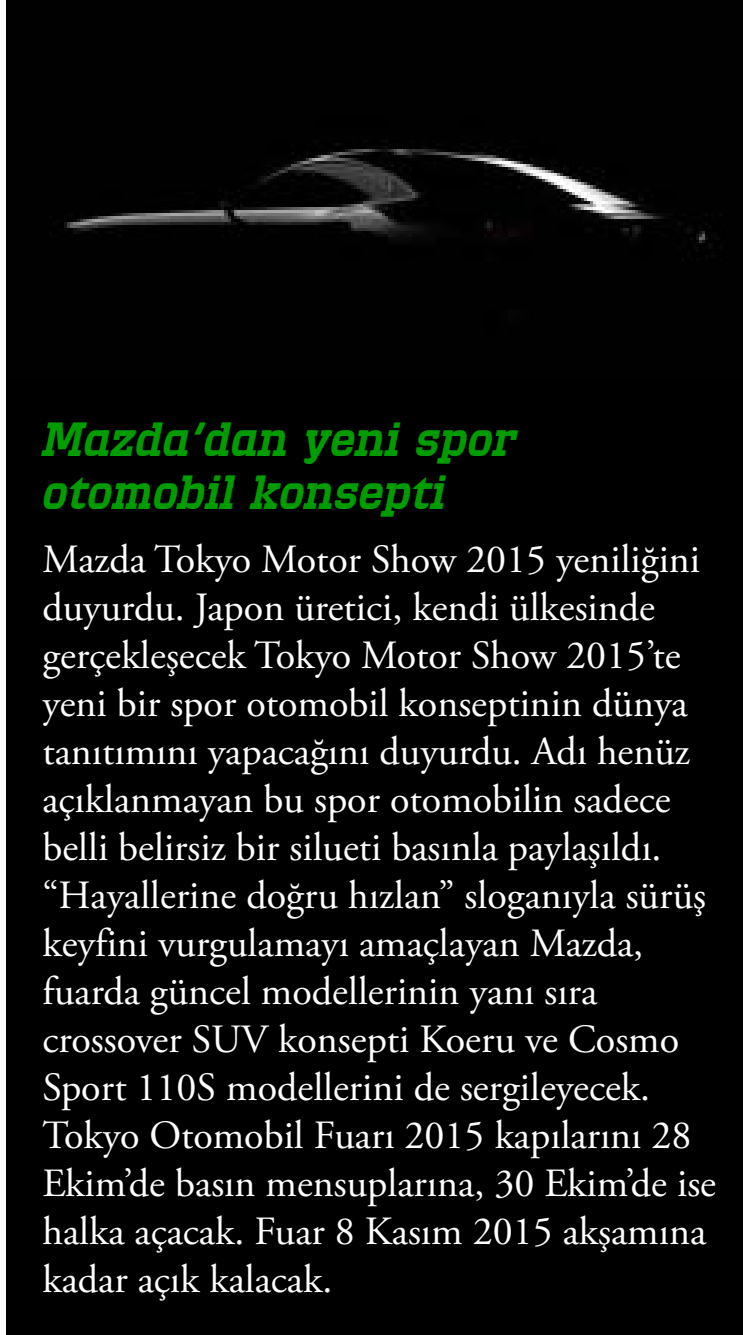 Mazda’dan yeni spor
otomobil konsepti
Mazda Tokyo Motor Show 2015 yeniliğini
duyurdu. Japon üretici, kendi ülkesinde
gerçekleşecek Tokyo Motor Show 2015’te
yeni bir spor otomobil konseptinin dünya
tanıtımını yapacağını duyurdu. Adı henüz
açıklanmayan bu spor otomobilin sadece
belli belirsiz bir silueti basınla paylaşıldı.
“Hayallerine doğru hızlan” sloganıyla sürüş
keyfini vurgulamayı amaçlayan Mazda,
fuarda güncel modellerinin yanı sıra
crossover SUV konsepti Koeru ve Cosmo
Sport 110S modellerini de sergileyecek.
Tokyo Otomobil Fuarı 2015 kapılarını 28
Ekim’de basın mensuplarına, 30 Ekim’de ise
halka açacak. Fuar 8 Kasım 2015 akşamına
kadar açık kalacak.